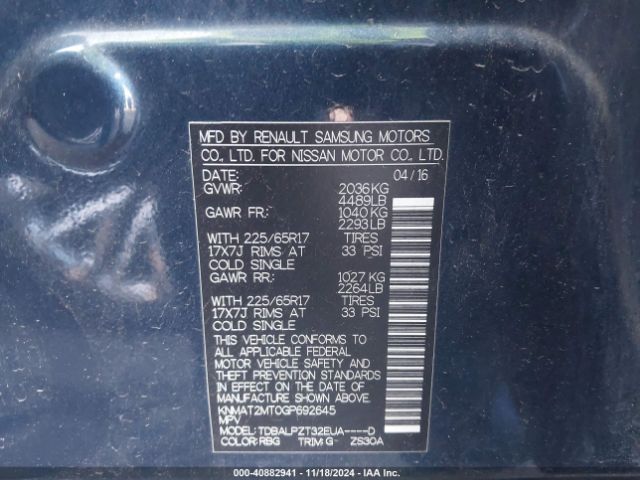 MFD BY RENAULT SAMSUNG MOTORS
CO., LTD. FOR NISSAN MOTOR CO., LTD.
DATE: 04/16
GVWR: 2036KG
4489LB
GAWR FR: 1040KG
2293LB
WITH 225/65R17 TIRES
17X7J RIMS AT 33 PSI
COLD SINGLE
GAWR RR: 1027 KG
2264LB
WITH 225/65R17 TIRES
17X7J RIMS AT 33 PSI
COLD SINGLE
THIS VEHICLE CONFORMS TO
ALL APPLICABLE FEDERAL
MOTOR VEHICLE SAFETY AND
THEFT PREVENTION STANDARDS
IN EFFECT ON THE DATE OF
MANUFACTURE SHOWN ABOVE.
KNMAT2MT0GP692645
MPV
MODEL: TDBALPZT32EUA----D
COLOR: RBG TRIM: G- ZS30A
000-40882941 - 11/18/2024 - IAA Inc.